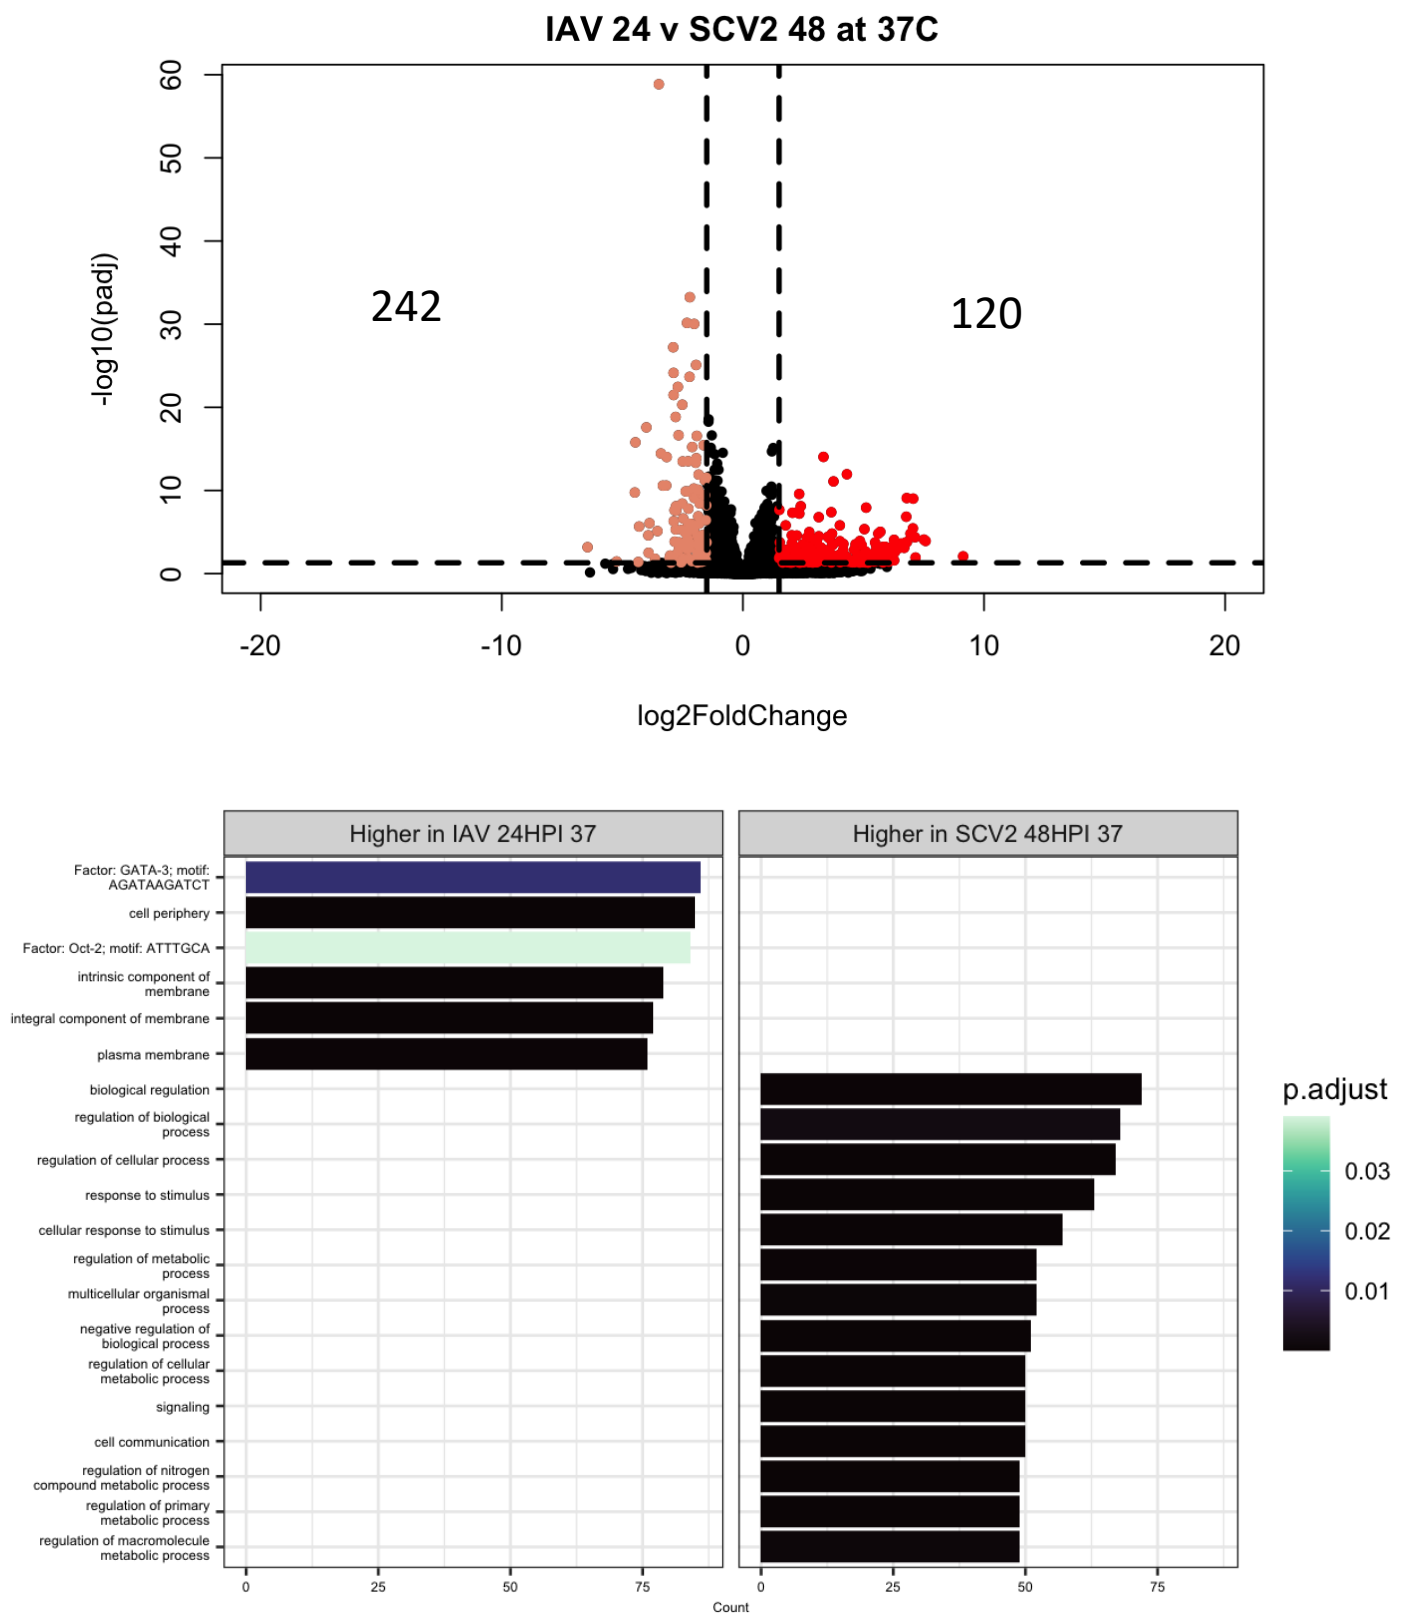 IAV 24 v SCV2 48 at 37C
60
50
40
30
20
10
0
-log10(padj)
242
120
-20
-10
0
10
20
log2FoldChange
Higher in IAV 24HPI 37
Higher in SCV2 48HPI 37
Factor: GATA-3; motif:
AGATAAGATCT
cell periphery
Factor: Oct-2; motif: ATTTGCA
intrinsic component of
membrane
integral component of membrane
plasma membrane
biological regulation
regulation of biological
process
regulation of cellular process
response to stimulus
cellular response to stimulus
regulation of metabolic
process
multicellular organismal
process
negative regulation of
biological process
regulation of cellular
metabolic process
signaling
cell communication
regulation of nitrogen
compound metabolic process
regulation of primary
metabolic process
regulation of macromolecule
metabolic process
0
25
50
75
0
25
50
75
Count
p.adjust
0.03
0.02
0.01